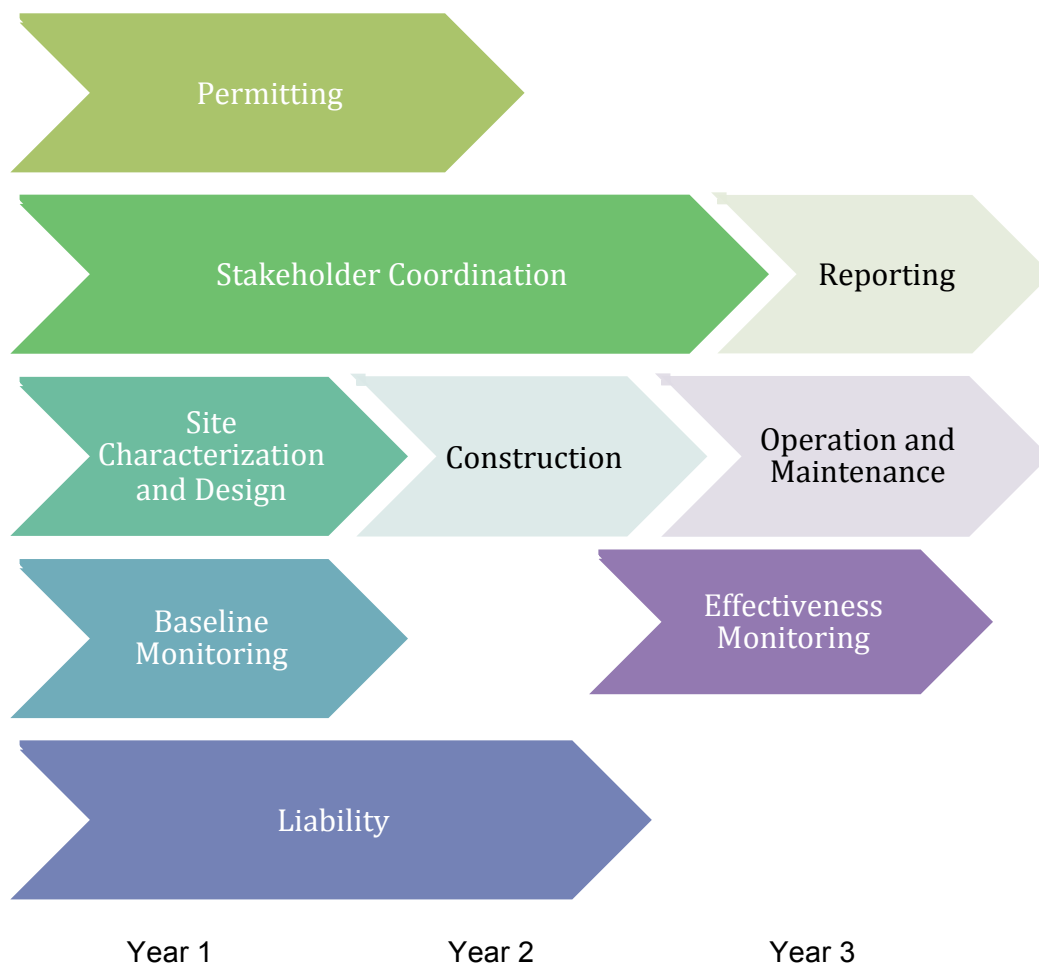 Permitting
Stakeholder Coordination
Reporting
Site
Characterization
and Design
Construction
Operation and
Maintenance
Baseline
Monitoring
Effectiveness
Monitoring
Liability
Year 1
Year 2
Year 3